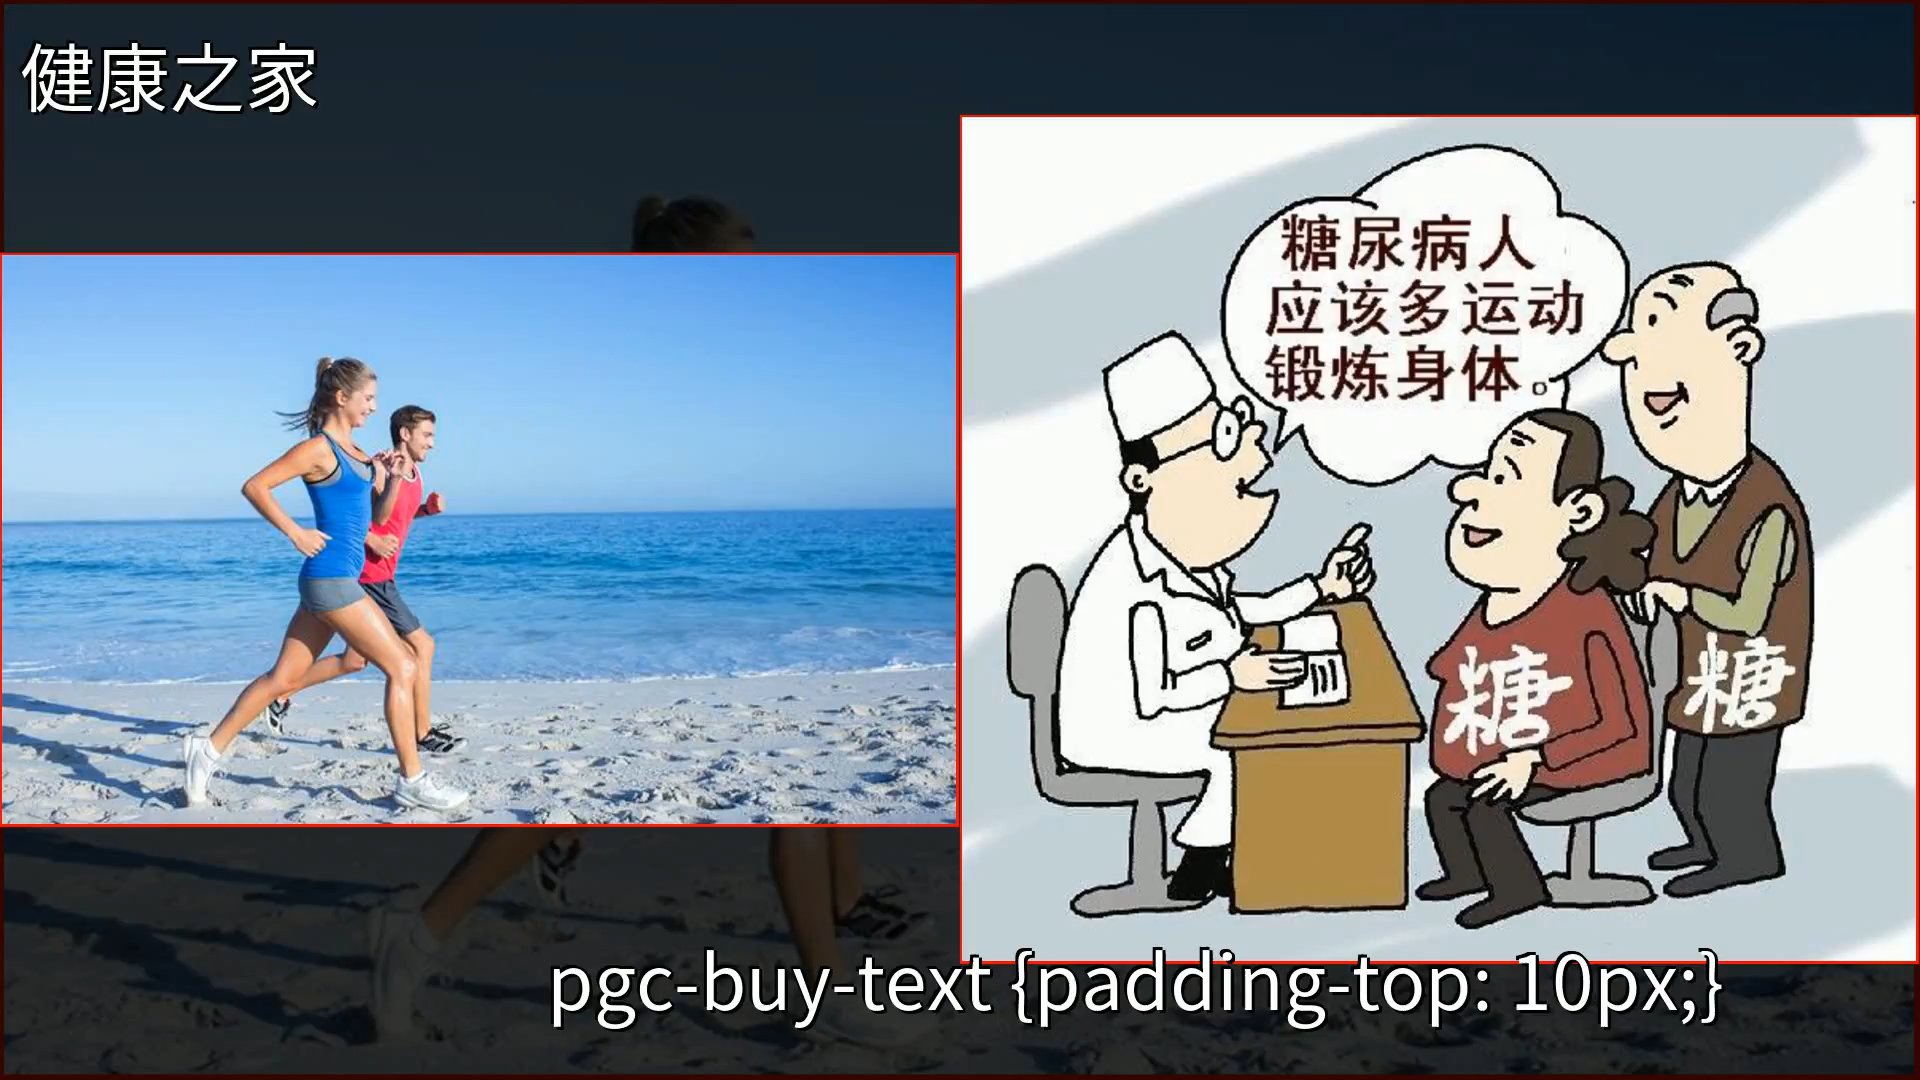 健康之家
糖尿病人
应该多运动
锻炼身体。
糖
糖
pgc-buy-text {padding-top: 10px;}